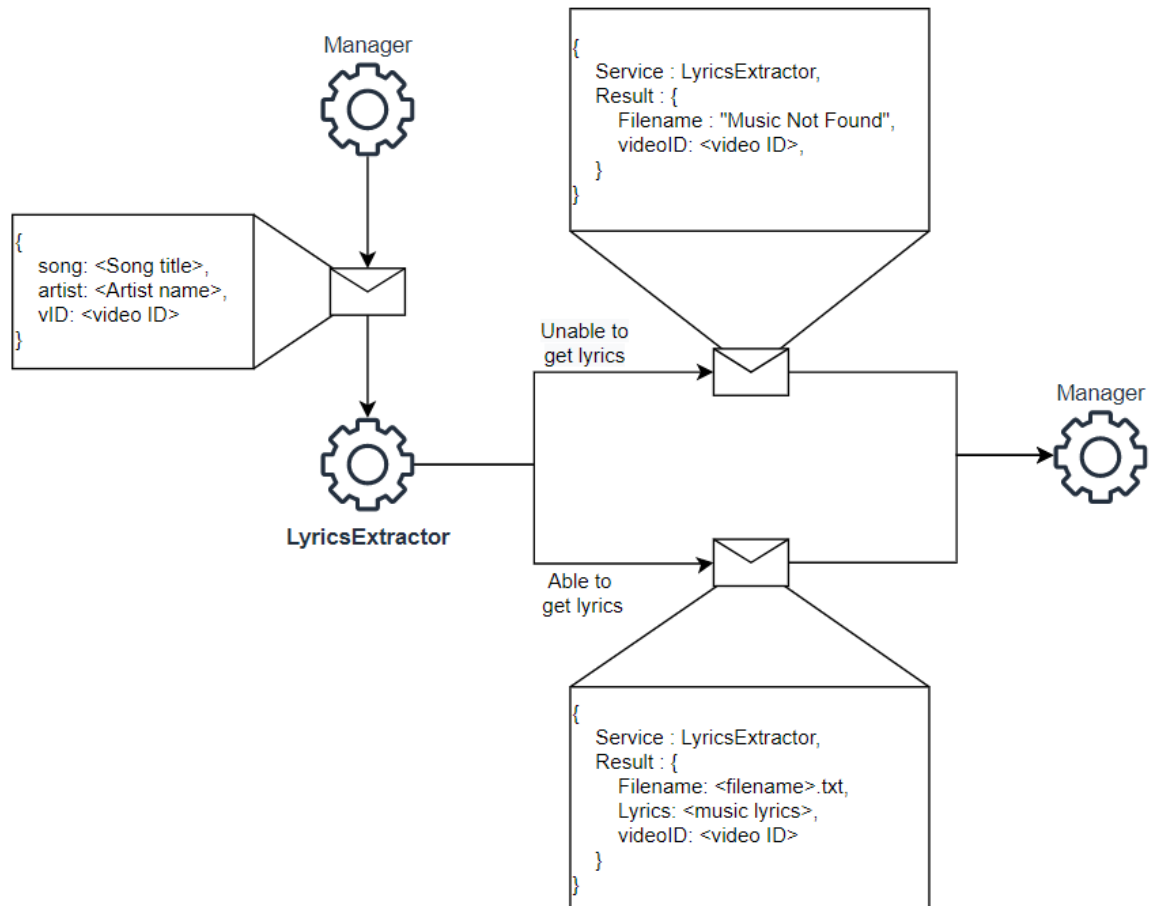 Manager
{
song: <Song title>,
artist: <Artist name>,
vID: <video ID>
}
LyricsExtractor
{
Service : LyricsExtractor,
Result : {
Filename : "Music Not Found",
videoID: <video ID>,
}
}
Unable to
get lyrics
Able to
get lyrics
{
Service : LyricsExtractor,
Result : {
Filename: <filename>.txt,
Lyrics: <music lyrics>,
videoID: <video ID>
}
}
Manager